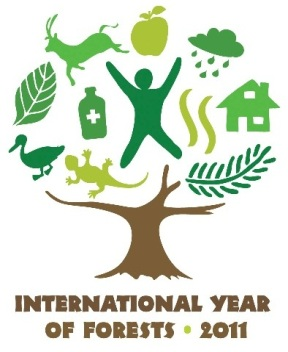 INTERNATIONAL YEAR
OF FORESTS • 2011